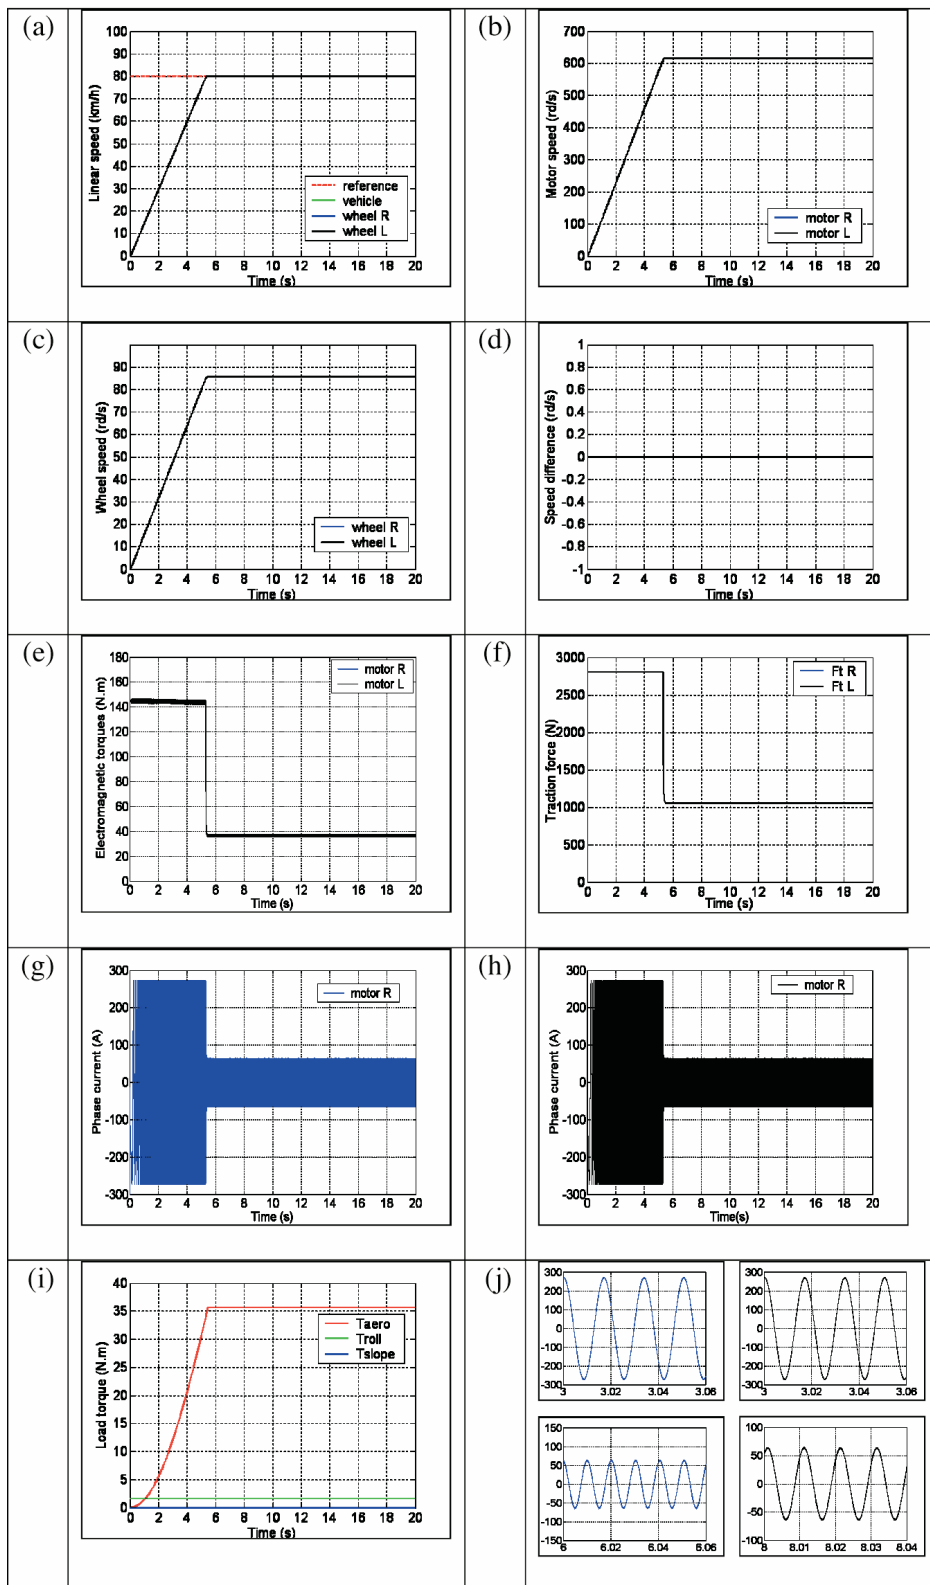 (a)
100
90
80
70
60
50
40
30
20
10
0
Linear speed (km/h)
reference
vehicle
wheel R
wheel L
0 2 4 6 8 10 12 14 16 18 20
Time (s)
(b)
700
600
500
400
300
200
100
0
Motor speed (rd/s)
motor R
motor L
0 2 4 6 8 10 12 14 16 18 20
Time (s)
(c)
90
80
70
60
50
40
30
20
10
0
Wheel speed (rd/s)
wheel R
wheel L
0 2 4 6 8 10 12 14 16 18 20
Time (s)
(d)
1
0.8
0.6
0.4
0.2
0
-0.2
-0.4
-0.6
-0.8
-1
Speed difference (rd/s)
0 2 4 6 8 10 12 14 16 18 20
Time (s)
(e)
180
160
140
120
100
80
60
40
20
0
Electromagnetic torques (N.m)
motor R
motor L
0 2 4 6 8 10 12 14 16 18 20
Time (s)
(f)
3000
2500
2000
1500
1000
500
0
Traction force (N)
Ft R
Ft L
0 2 4 6 8 10 12 14 16 18 20
Time (s)
(g)
300
200
100
0
-100
-200
-300
Phase current (A)
motor R
0 2 4 6 8 10 12 14 16 18 20
Time (s)
(h)
300
200
100
0
-100
-200
-300
Phase current (A)
motor R
0 2 4 6 8 10 12 14 16 18 20
Time(s)
(i)
40
35
30
25
20
15
10
5
0
Load torque (N.m)
Taero
Troll
Tslope
0 2 4 6 8 10 12 14 16 18 20
Time (s)
(j)
300
200
100
0
-100
-200
-300
3 3.02 3.04 3.06
300
200
100
0
-100
-200
-300
3 3.02 3.04 3.06
150
100
50
0
-50
-100
-150
6 6.02 6.04 6.06
100
50
0
-50
-100
8 8.01 8.02 8.03 8.04